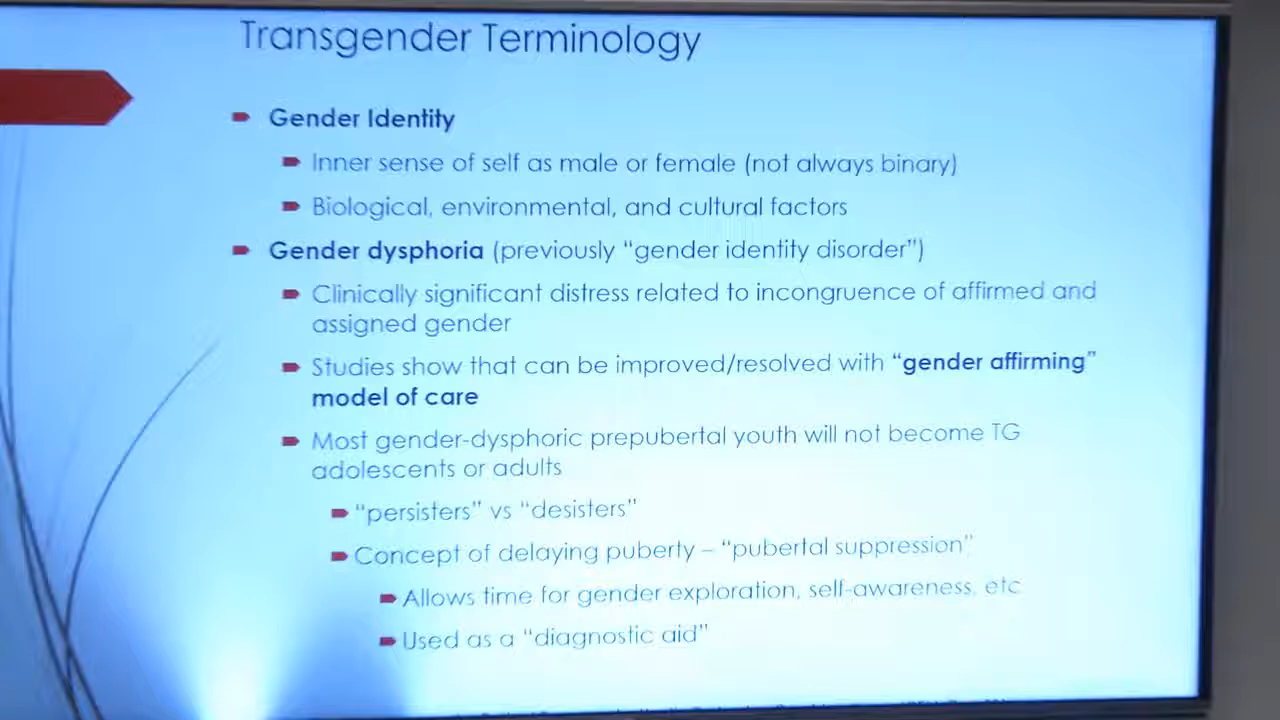 Transgender Terminology
Gender Identity
Inner sense of self as male or female (not always binary)
Biological, environmental, and cultural factors
Gender dysphoria (previously “gender identity disorder”)
Clinically significant distress related to incongruence of affirmed and
assigned gender
Studies show that can be improved/resolved with “gender affirming”
model of care
Most gender-dysphoric prepubertal youth will not become TG
adolescents or adults
“persisters” vs “desisters”
Concept of delaying puberty – “pubertal suppression”
Allows time for gender exploration, self-awareness, etc
Used as a “diagnostic aid”